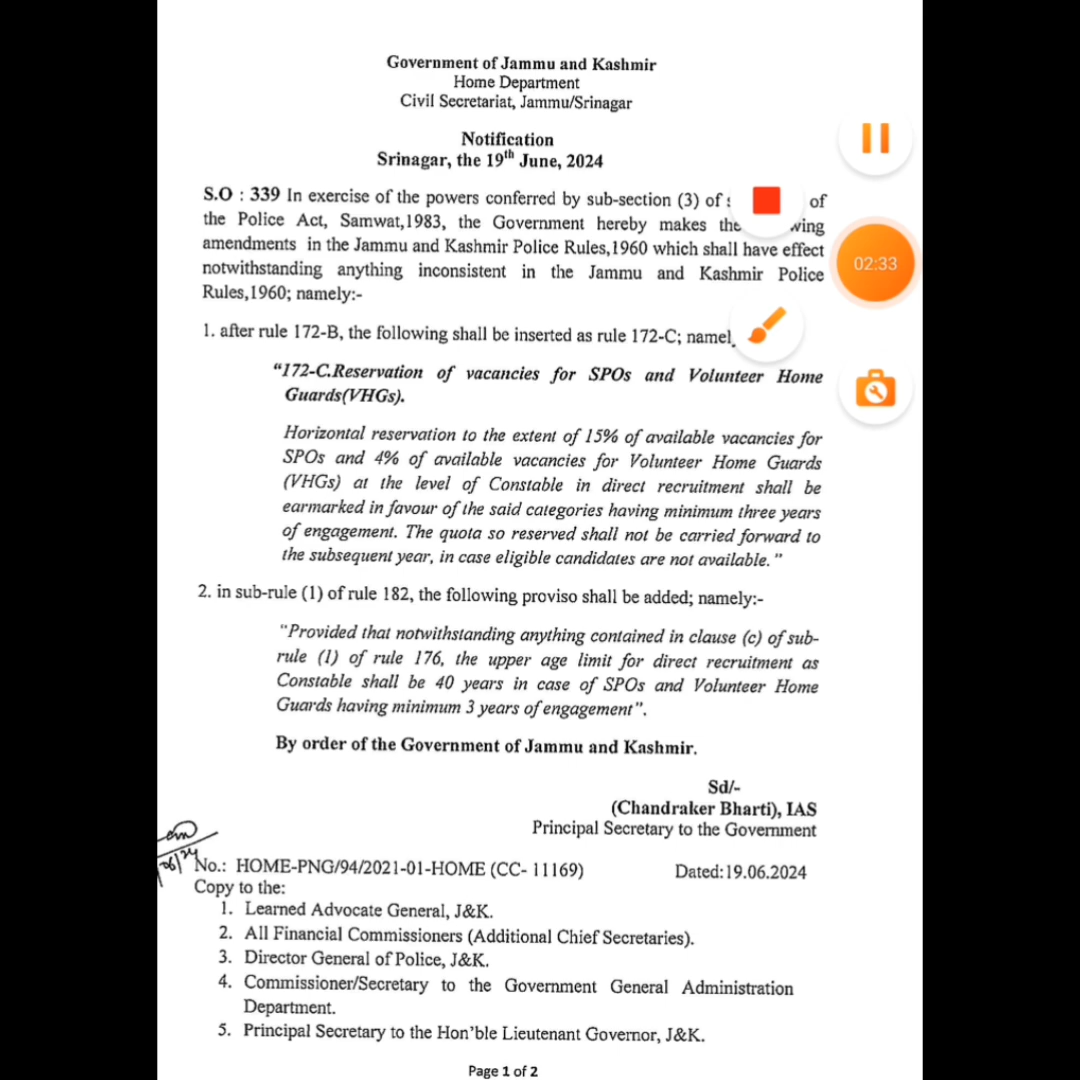 Government of Jammu and Kashmir
Home Department
Civil Secretariat, Jammu/Srinagar
Notification
Srinagar, the 19th June, 2024
S.O : 339 In exercise of the powers conferred by sub-section (3) of of
the Police Act, Samwat,1983, the Government hereby makes
amendments in the Jammu and Kashmir Police Rules,1960 which shall have effect
notwithstanding anything inconsistent in the Jammu and Kashmir Police
Rules,1960; namely:-
1. after rule 172-B, the following shall be inserted as rule 172-C;
"172-C.Reservation of vacancies for SPOs and Volunteer Home
Guards(VHGs).
Horizontal reservation to the extent of 15% of available vacancies for
SPOs and 4% of available vacancies for Volunteer Home Guards
(VHGs) at the level of Constable in direct recruitment shall be
earmarked in favour of the said categories having minimum three years
of engagement. The quota so reserved shall not be carried forward to
the subsequent year, in case eligible candidates are not available."
2. in sub-rule (1) of rule 182, the following proviso shall be added; namely:-
"Provided that notwithstanding anything contained in clause (c) of sub-
rule (1) of rule 176, the upper age limit for direct recruitment as
Constable shall be 40 years in case of SPOs and Volunteer Home
Guards having minimum 3 years of engagement".
By order of the Government of Jammu and Kashmir.
Sd/-
(Chandraker Bharti), IAS
Principal Secretary to the Government
No.: HOME-PNG/94/2021-01-HOME (CC- 11169) Dated:19.06.2024
Copy to the:
1. Learned Advocate General, J&K.
2. All Financial Commissioners (Additional Chief Secretaries).
3. Director General of Police, J&K.
4. Commissioner/Secretary to the Government General Administration
Department.
5. Principal Secretary to the Hon'ble Lieutenant Governor, J&K.
Page 1 of 2
02:33